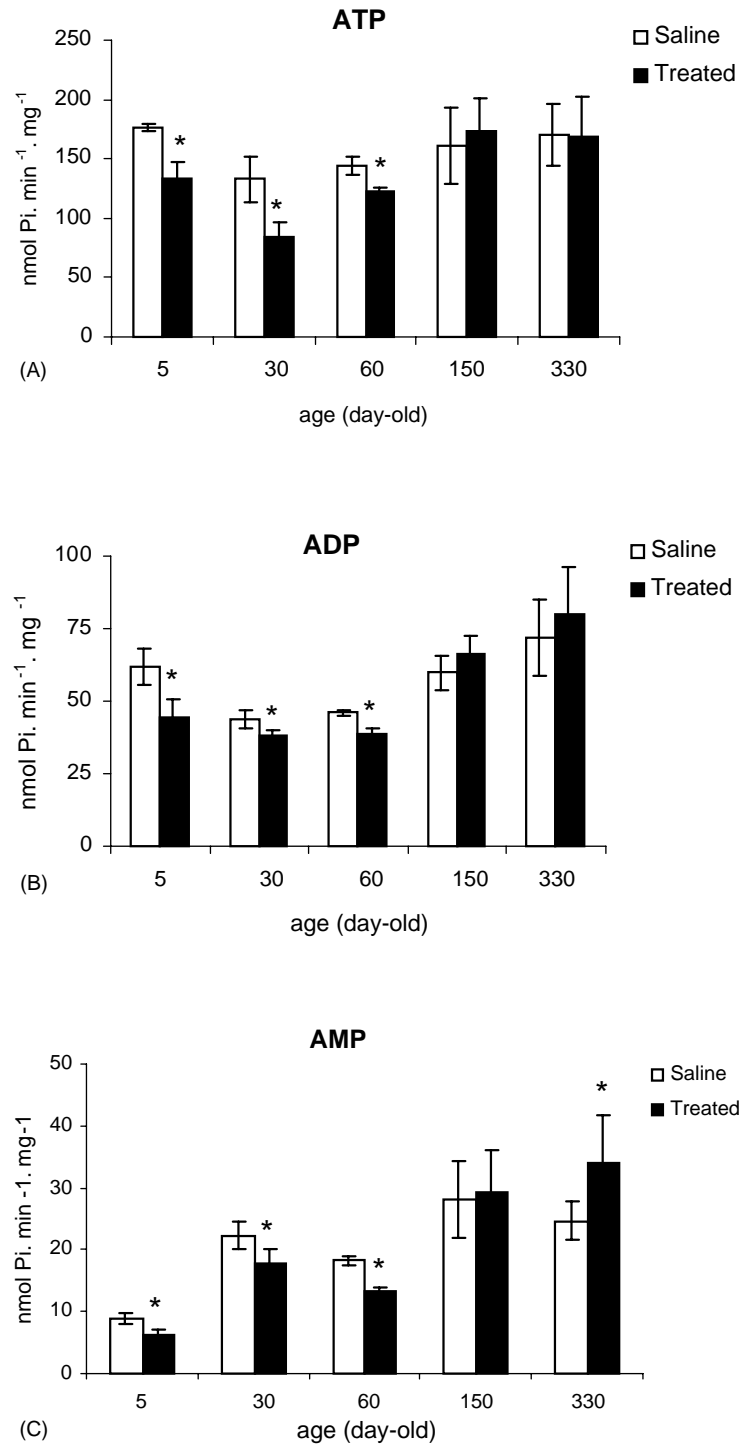 ATP
Saline
Treated
nmol Pi. min⁻¹. mg⁻¹
250
200
150
100
50
0
* * *
5 30 60 150 330
(A)
age (day-old)
ADP
Saline
Treated
nmol Pi. min⁻¹. mg⁻¹
100
75
50
25
0
* * *
5 30 60 150 330
(B)
age (day-old)
AMP
Saline
Treated
nmol Pi. min -1. mg-1
50
40
30
20
10
0
* * * *
5 30 60 150 330
(C)
age (day-old)